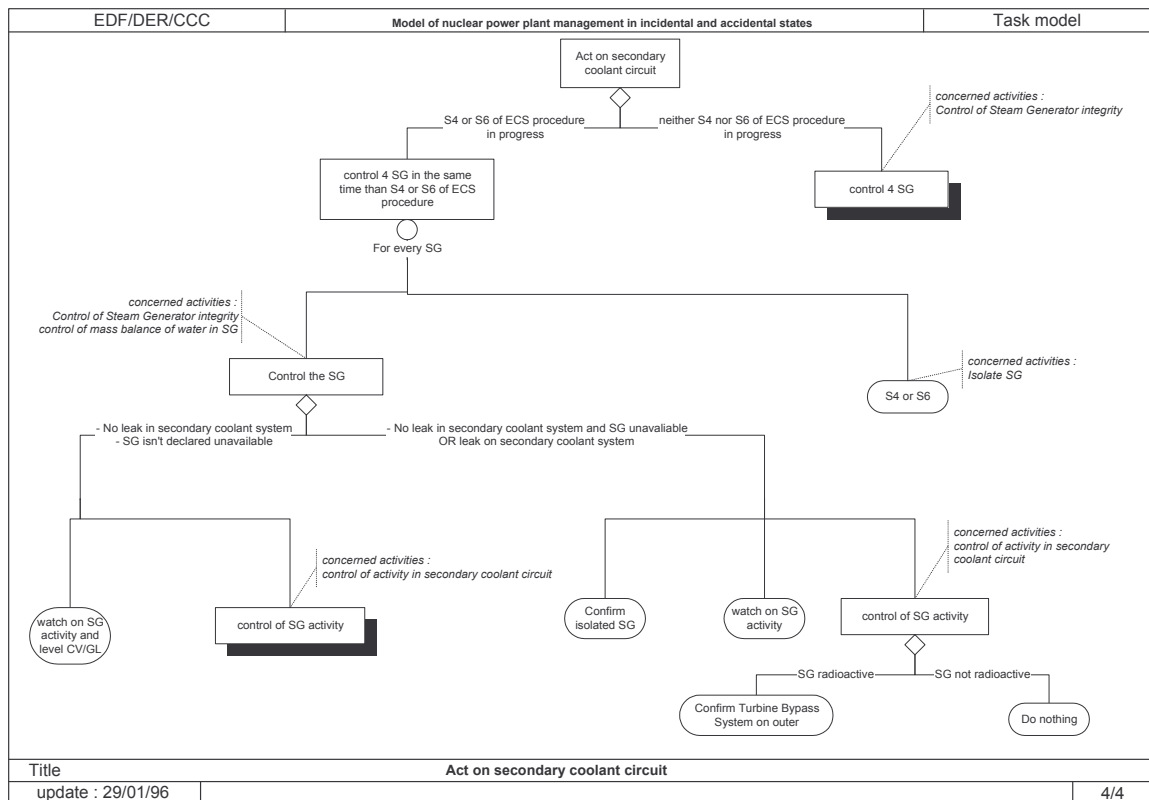 EDF/DER/CCC
Model of nuclear power plant management in incidental and accidental states
Task model
Act on secondary
coolant circuit
concerned activities :
Control of Steam Generator integrity
S4 or S6 of ECS procedure
in progress
neither S4 nor S6 of ECS procedure
in progress
control 4 SG in the same
time than S4 or S6 of ECS
procedure
control 4 SG
For every SG
concerned activities :
Control of Steam Generator integrity
control of mass balance of water in SG
Control the SG
concerned activities :
Isolate SG
S4 or S6
- No leak in secondary coolant system
- SG isn't declared unavailable
- No leak in secondary coolant system and SG unavaliable
OR leak on secondary coolant system
concerned activities :
control of activity in secondary coolant circuit
concerned activities :
control of activity in secondary
coolant circuit
watch on SG
activity and
level CV/GL
control of SG activity
Confirm
isolated SG
watch on SG
activity
control of SG activity
SG radioactive
SG not radioactive
Confirm Turbine Bypass
System on outer
Do nothing
Title
Act on secondary coolant circuit
update : 29/01/96
4/4